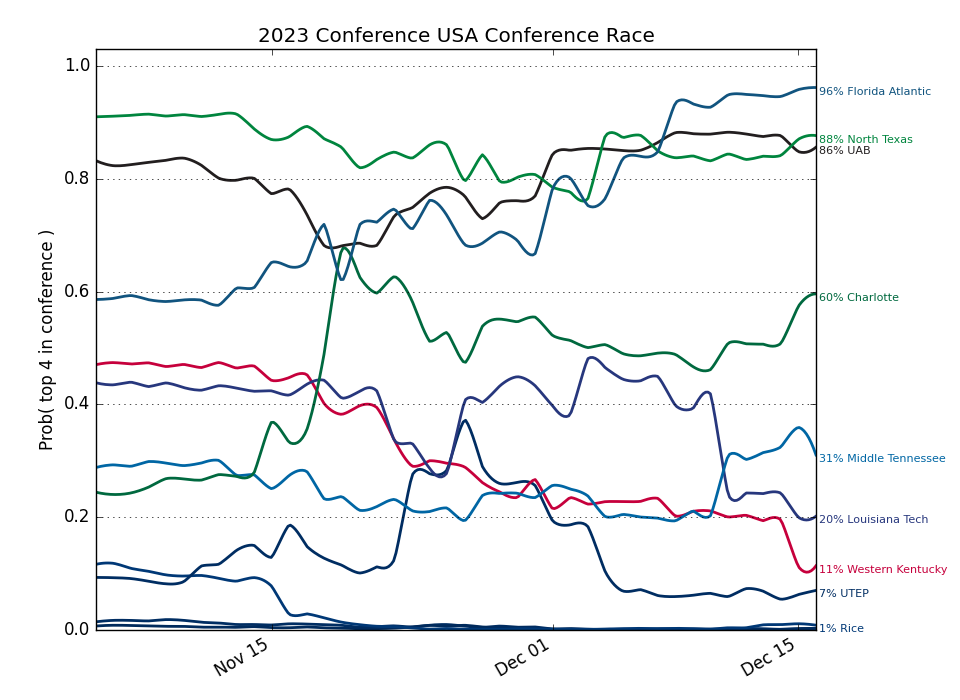 2023 Conference USA Conference Race
Prob( top 4 in conference )
1.0
0.8
0.6
0.4
0.2
0.0
Nov 15
Dec 01
Dec 15
96% Florida Atlantic
88% North Texas
86% UAB
60% Charlotte
31% Middle Tennessee
20% Louisiana Tech
11% Western Kentucky
7% UTEP
1% Rice